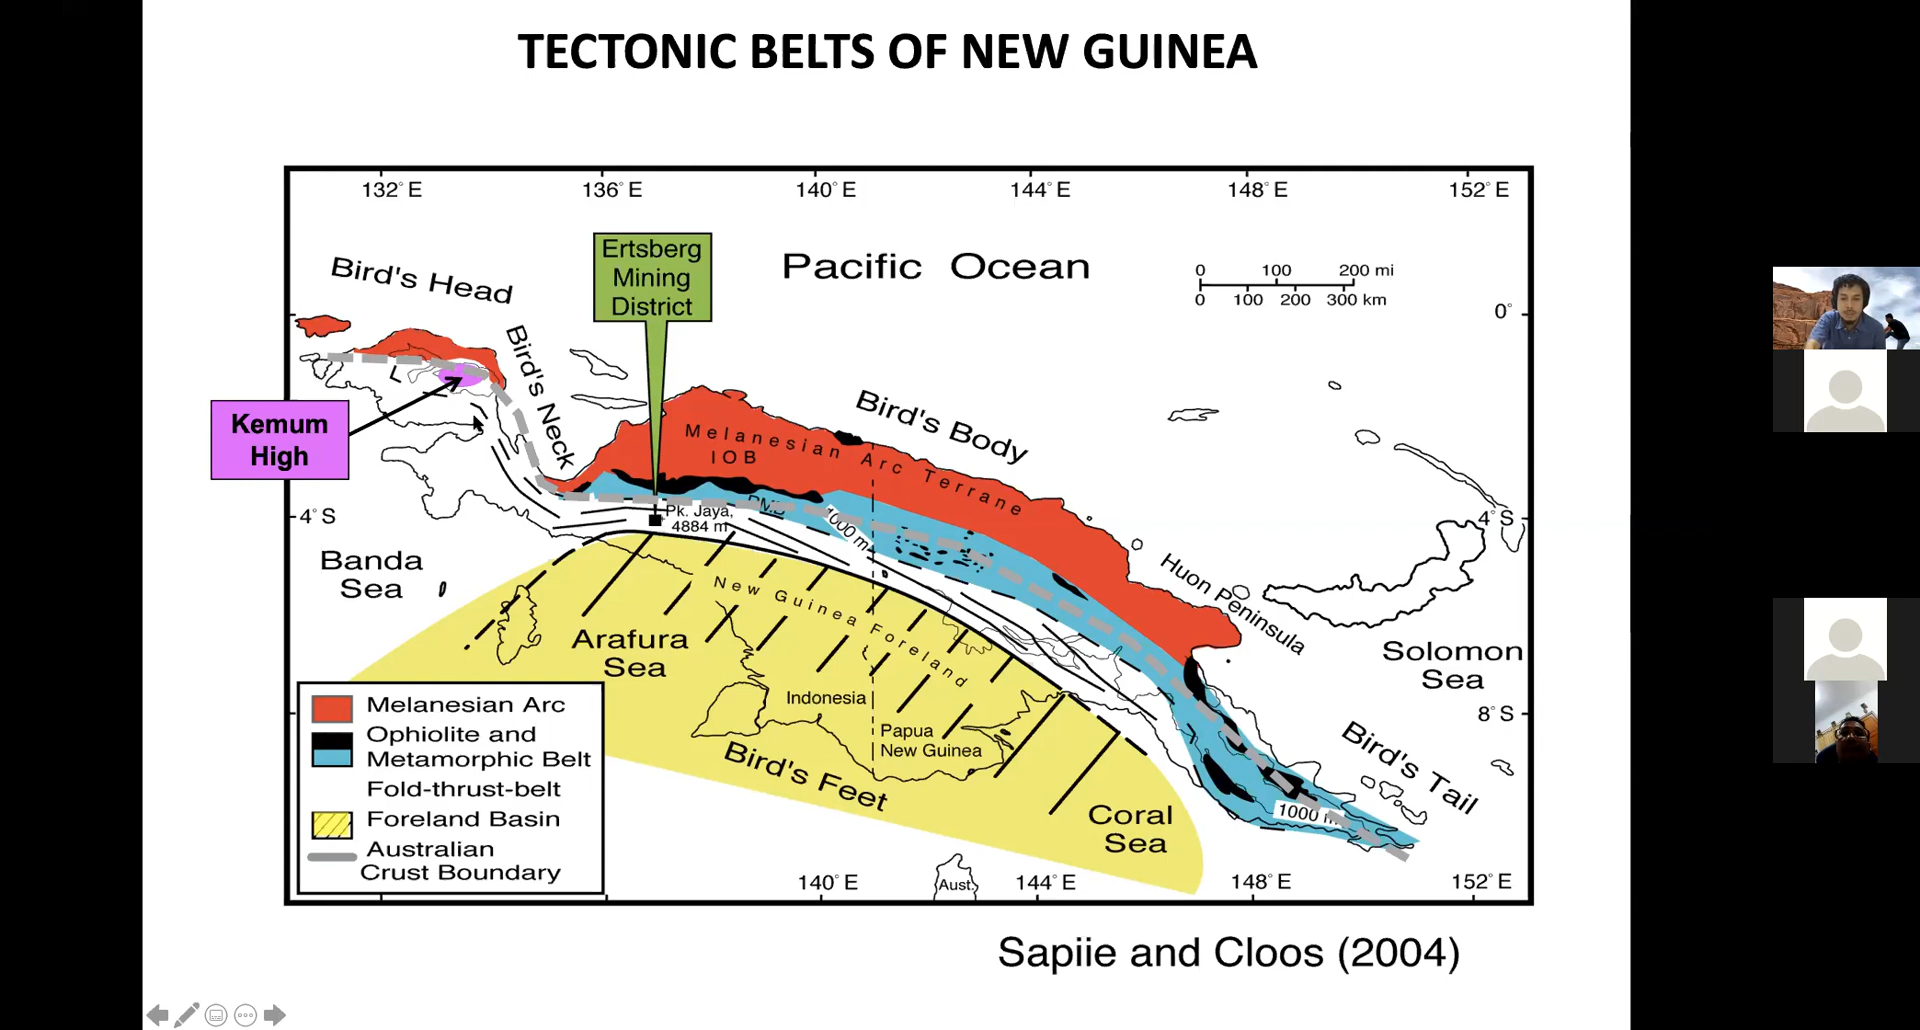 TECTONIC BELTS OF NEW GUINEA
132°E
136°E
140°E
144°E
148°E
152°E
Ertsberg
Mining
District
Pacific Ocean
0 100 200 mi
0 100 200 300 km
Bird's Head
0°
Bird's Neck
Bird's Body
Kemum
High
Melanesian Arc Terrane
IOB
L
RMB
Pk. Jaya,
4884 m
1000 m
4°S
4°S
Banda
Sea
Huon Peninsula
New Guinea Foreland
Arafura
Sea
Solomon
Sea
Indonesia
8°S
Papua
New Guinea
Bird's Feet
Bird's Tail
Coral
Sea
1000 m
Melanesian Arc
Ophiolite and
Metamorphic Belt
Fold-thrust-belt
Foreland Basin
Australian
Crust Boundary
140°E
Aust.
144°E
148°E
152°E
Sapiie and Cloos (2004)